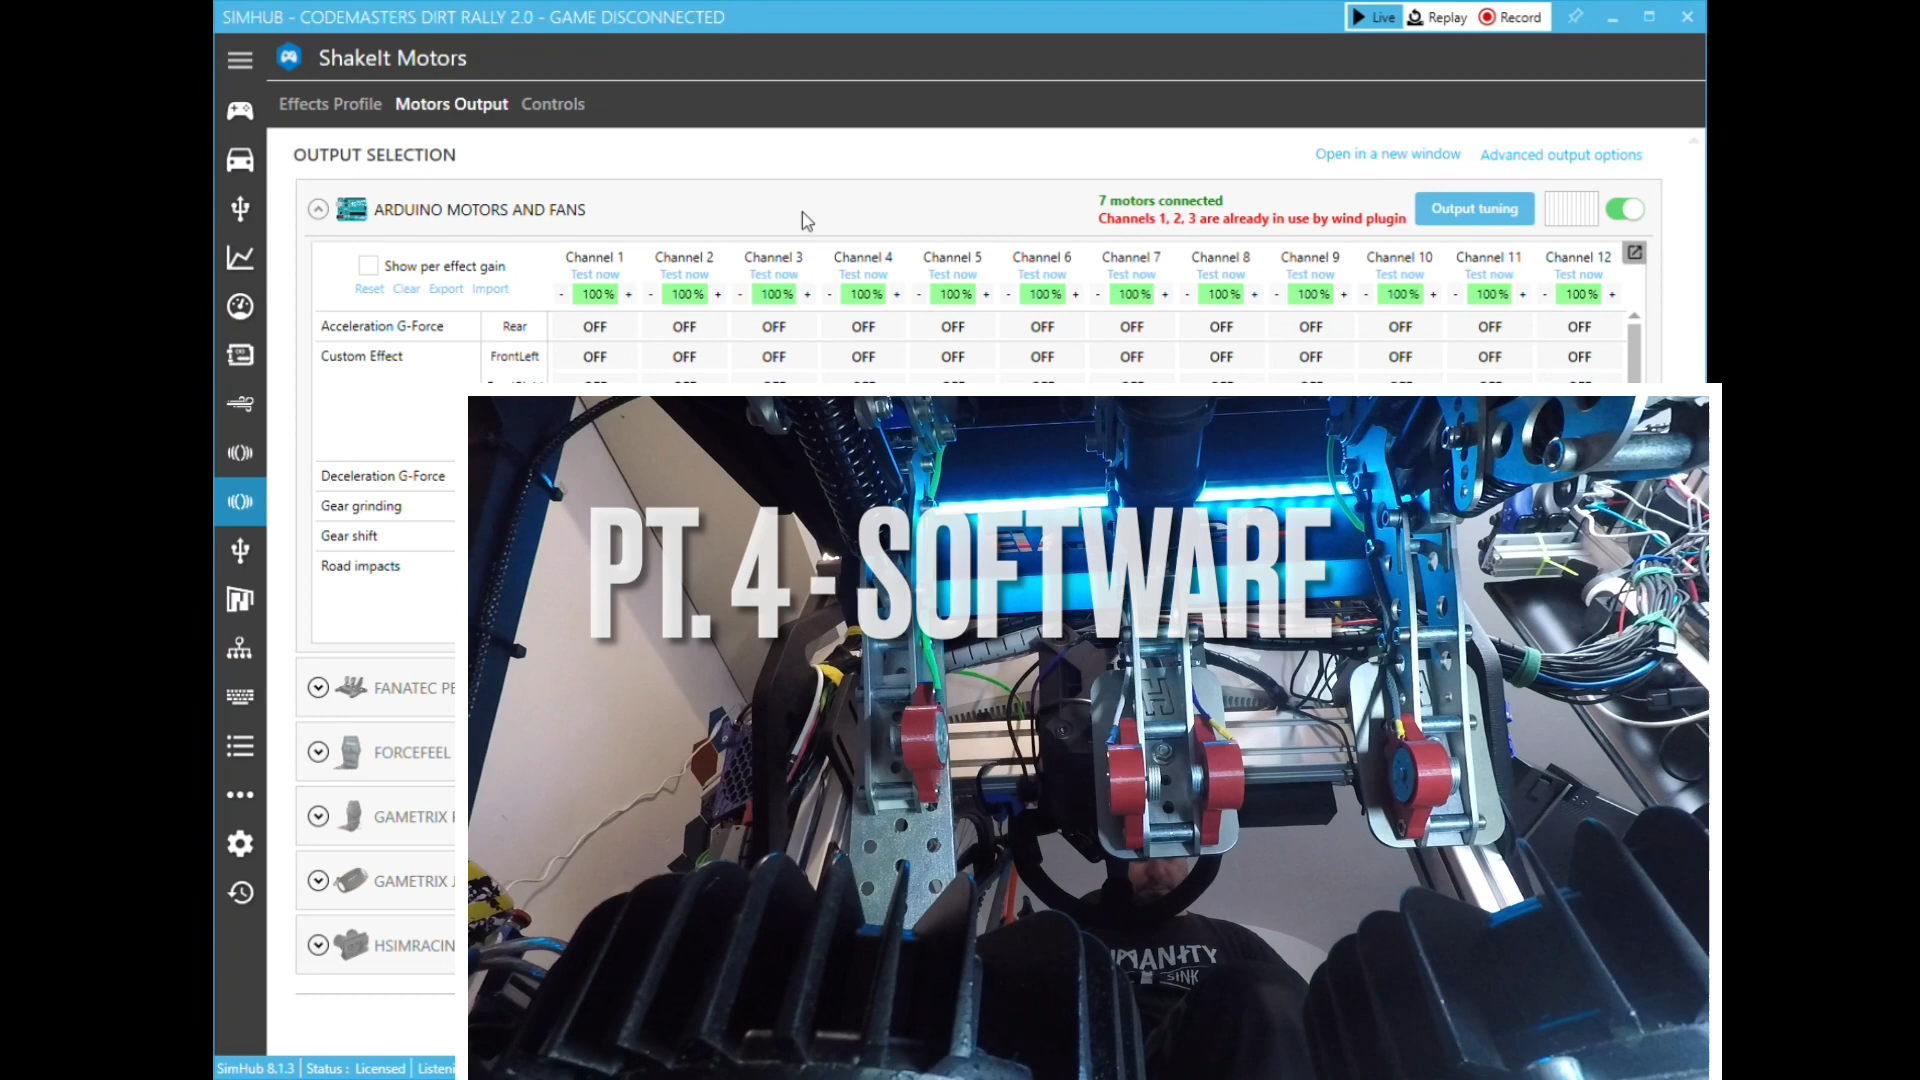 SIMHUB - CODEMASTERS DIRT RALLY 2.0 - GAME DISCONNECTED
Live Replay Record
ShakeIt Motors
Effects Profile Motors Output Controls
OUTPUT SELECTION
Open in a new window Advanced output options
ARDUINO MOTORS AND FANS
7 motors connected
Channels 1, 2, 3 are already in use by wind plugin
Output tuning
Channel 1 Channel 2 Channel 3 Channel 4 Channel 5 Channel 6 Channel 7 Channel 8 Channel 9 Channel 10 Channel 11 Channel 12
Show per effect gain
Test now Test now Test now Test now Test now Test now Test now Test now Test now Test now Test now Test now
Reset Clear Export Import
- 100 % + - 100 % + - 100 % + - 100 % + - 100 % + - 100 % + - 100 % + - 100 % + - 100 % + - 100 % + - 100 % + - 100 % +
Acceleration G-Force Rear OFF OFF OFF OFF OFF OFF OFF OFF OFF OFF OFF OFF
Custom Effect FrontLeft OFF OFF OFF OFF OFF OFF OFF OFF OFF OFF OFF OFF
Deceleration G-Force
Gear grinding
Gear shift
Road impacts
PT. 4 - SOFTWARE
FANATEC PE
FORCEFEEL
GAMETRIX
GAMETRIX J
HSIMRACIN
SINK
SimHub 8.1.3 Status : Licensed Listeni